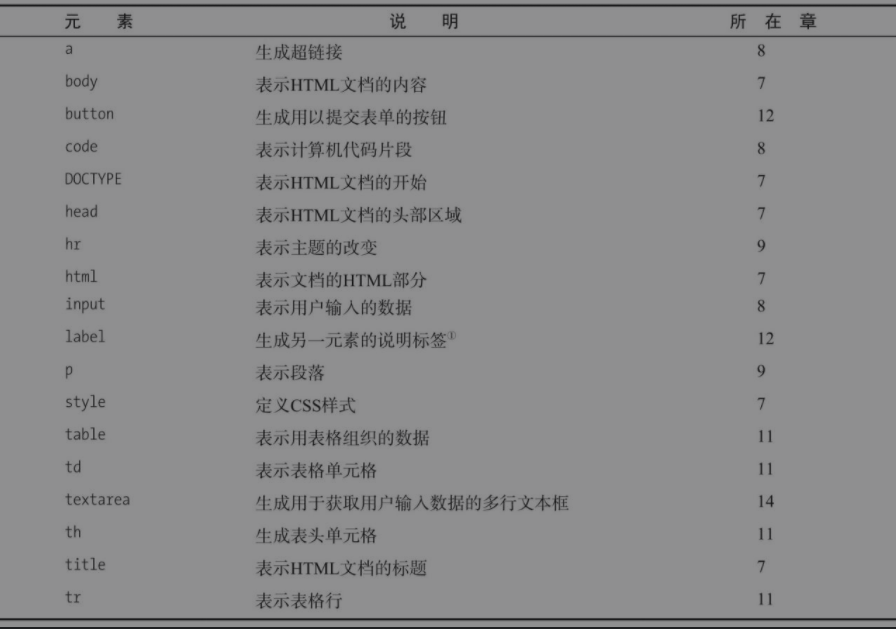 元 素 说 明 所 在 章
a 生成超链接 8
body 表示HTML文档的内容 7
button 生成用以提交表单的按钮 12
code 表示计算机代码片段 8
DOCTYPE 表示HTML文档的开始 7
head 表示HTML文档的头部区域 7
hr 表示主题的改变 9
html 表示文档的HTML部分 7
input 表示用户输入的数据 8
label 生成另一元素的说明标签① 12
p 表示段落 9
style 定义CSS样式 7
table 表示用表格组织的数据 11
td 表示表格单元格 11
textarea 生成用于获取用户输入数据的多行文本框 14
th 生成表头单元格 11
title 表示HTML文档的标题 7
tr 表示表格行 11